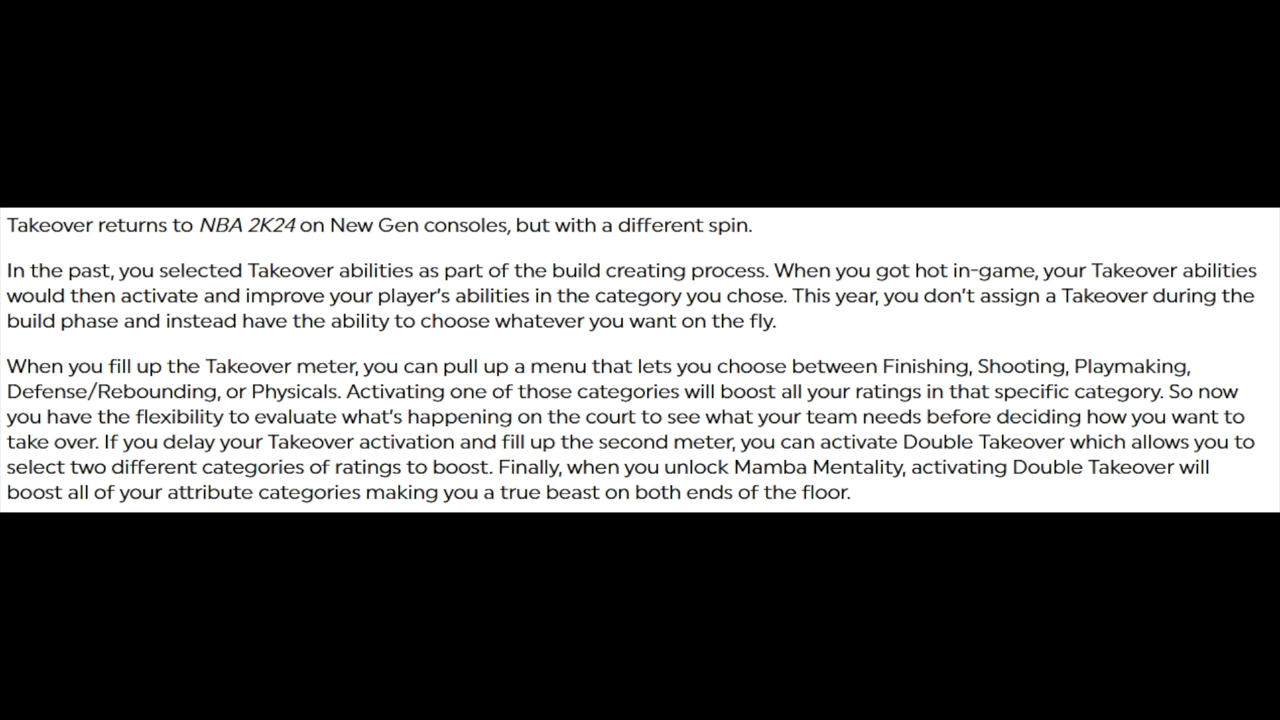 Takeover returns to NBA 2K24 on New Gen consoles, but with a different spin.
In the past, you selected Takeover abilities as part of the build creating process. When you got hot in-game, your Takeover abilities
would then activate and improve your player's abilities in the category you chose. This year, you don't assign a Takeover during the
build phase and instead have the ability to choose whatever you want on the fly.
When you fill up the Takeover meter, you can pull up a menu that lets you choose between Finishing, Shooting, Playmaking,
Defense/Rebounding, or Physicals. Activating one of those categories will boost all your ratings in that specific category. So now
you have the flexibility to evaluate what's happening on the court to see what your team needs before deciding how you want to
take over. If you delay your Takeover activation and fill up the second meter, you can activate Double Takeover which allows you to
select two different categories of ratings to boost. Finally, when you unlock Mamba Mentality, activating Double Takeover will
boost all of your attribute categories making you a true beast on both ends of the floor.